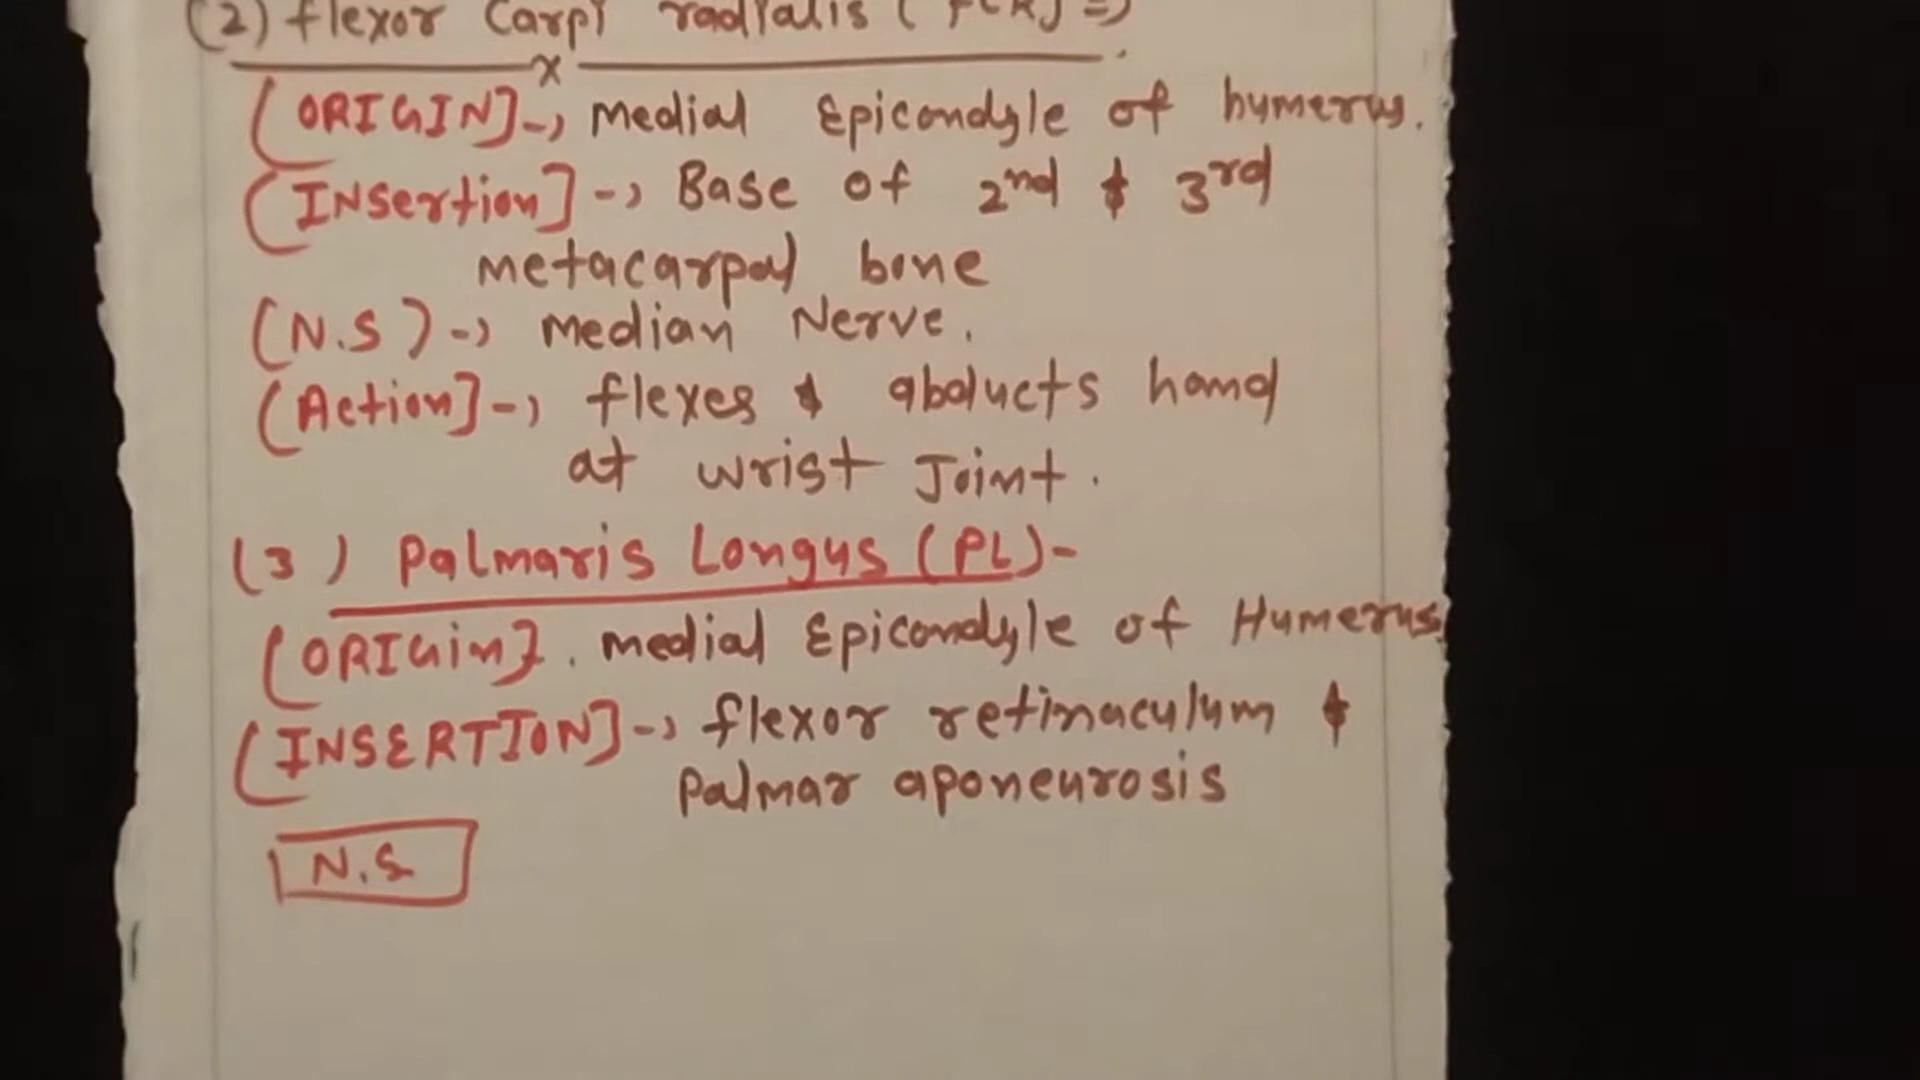 (2) flexor Carpi radialis (FCR) =>
[ORIGIN] -> medial Epicondyle of humerus.
[INsertion] -> Base of 2nd & 3rd
metacarpal bone
(N.S) -> median Nerve.
(Action] -> flexes & abducts hand
at wrist Joint.
(3) Palmaris Longus (PL)-
[ORIGin]. medial Epicondyle of Humerus.
[INSERTION] -> flexor retinaculum &
palmar aponeurosis
N.S